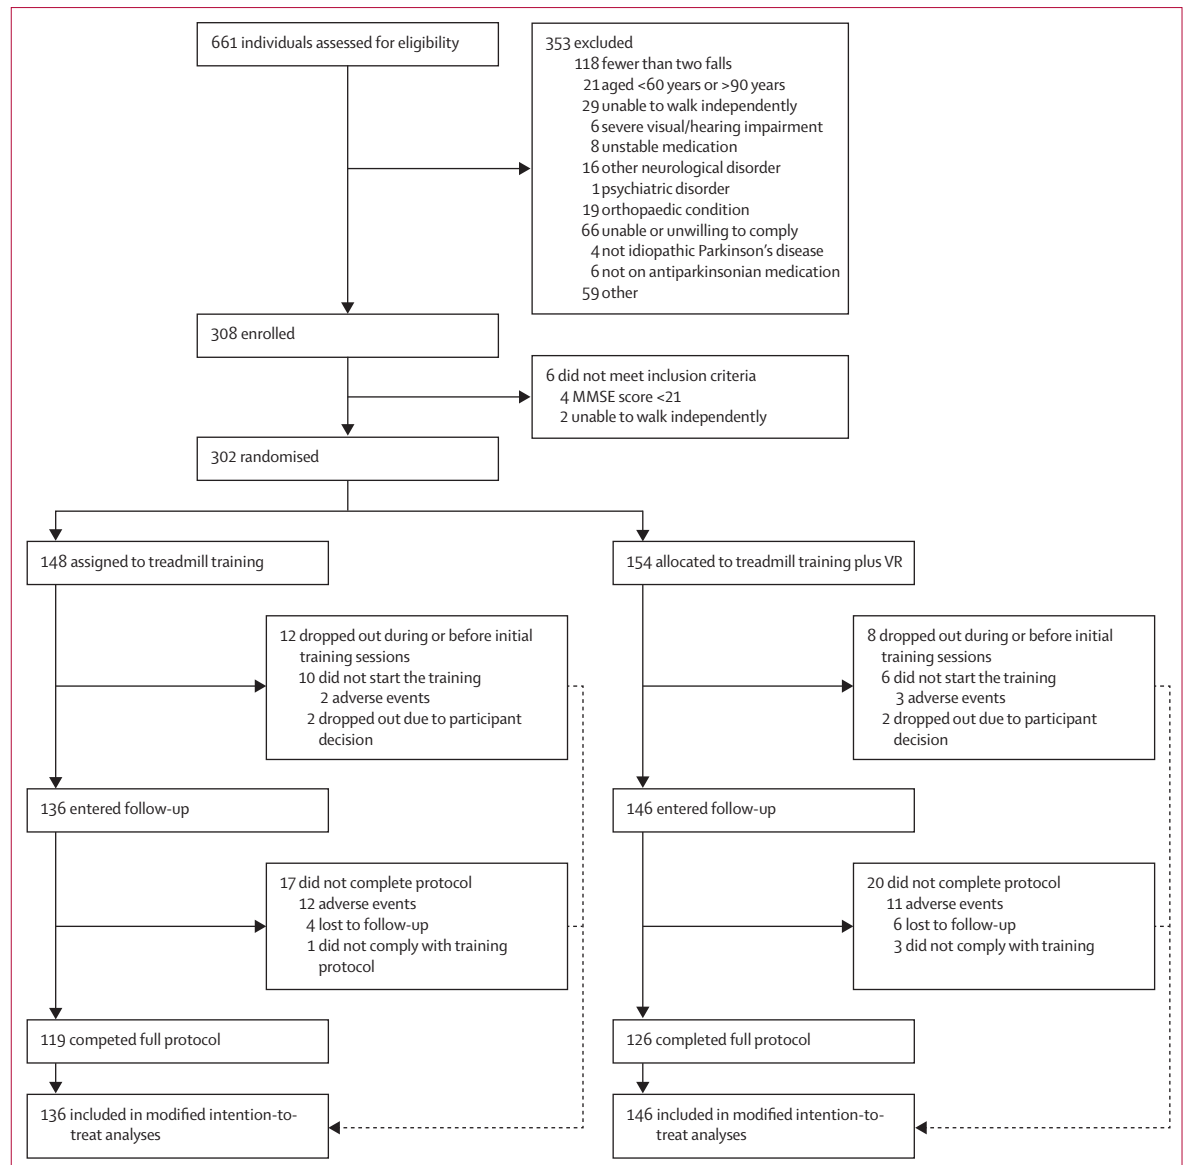 661 individuals assessed for eligibility
353 excluded
118 fewer than two falls
21 aged <60 years or >90 years
29 unable to walk independently
6 severe visual/hearing impairment
8 unstable medication
16 other neurological disorder
1 psychiatric disorder
19 orthopaedic condition
66 unable or unwilling to comply
4 not idiopathic Parkinson's disease
6 not on antiparkinsonian medication
59 other
308 enrolled
6 did not meet inclusion criteria
4 MMSE score <21
2 unable to walk independently
302 randomised
148 assigned to treadmill training
154 allocated to treadmill training plus VR
12 dropped out during or before initial
training sessions
10 did not start the training
2 adverse events
2 dropped out due to participant
decision
8 dropped out during or before initial
training sessions
6 did not start the training
3 adverse events
2 dropped out due to participant
decision
136 entered follow-up
146 entered follow-up
17 did not complete protocol
12 adverse events
4 lost to follow-up
1 did not comply with training
protocol
20 did not complete protocol
11 adverse events
6 lost to follow-up
3 did not comply with training
119 competed full protocol
126 completed full protocol
136 included in modified intention-to-
treat analyses
146 included in modified intention-to-
treat analyses